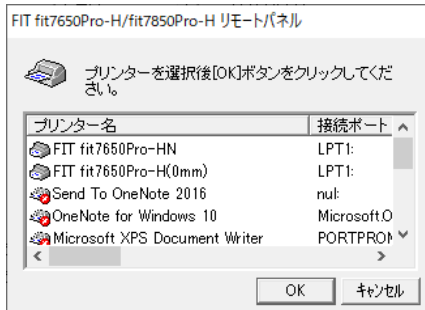 FIT fit7650Pro-H/fit7850Pro-H リモートパネル
プリンターを選択後[OK]ボタンをクリックしてくだ
さい。
プリンター名 接続ポート
FIT fit7650Pro-HN LPT1:
FIT fit7650Pro-H(0mm) LPT1:
Send To OneNote 2016 nul:
OneNote for Windows 10 Microsoft.O
Microsoft XPS Document Writer PORTPROM
OK キャンセル